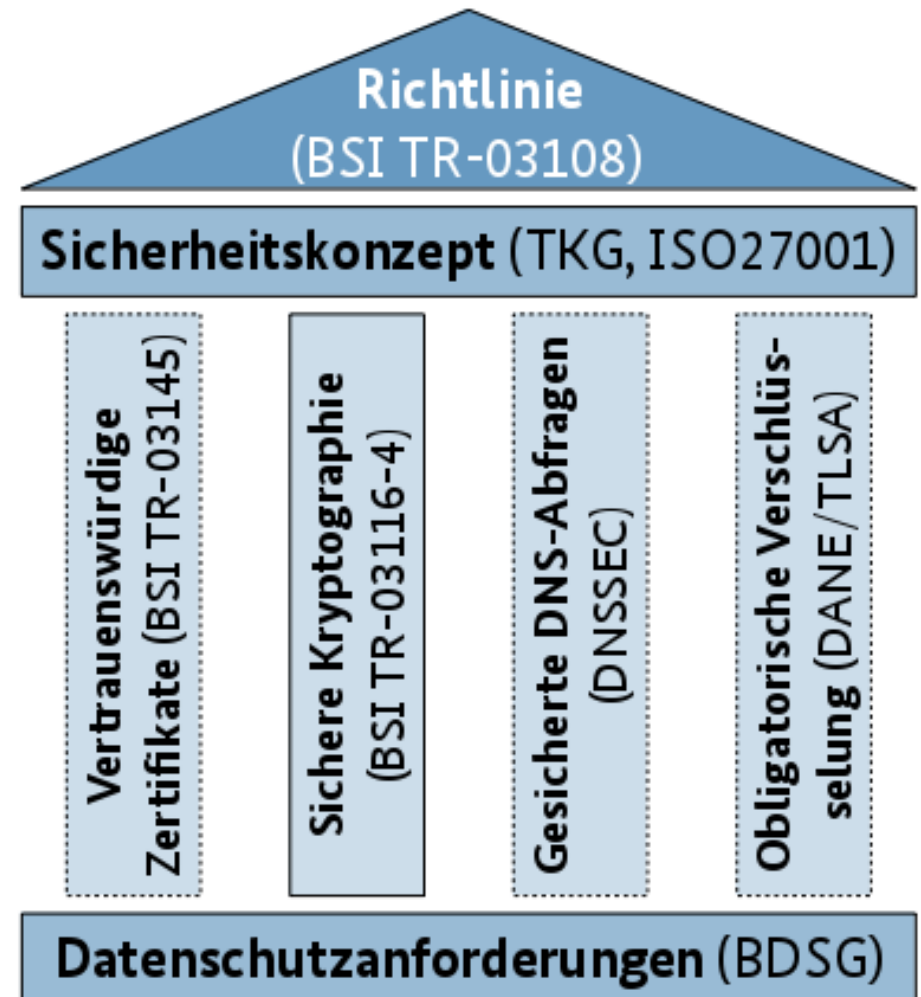 Richtlinie
(BSI TR-03108)
Sicherheitskonzept (TKG, ISO27001)
Vertrauenswürdige
Zertifikate (BSI TR-03145)
Sichere Kryptographie
(BSI TR-03116-4)
Gesicherte DNS-Abfragen
(DNSSEC)
Obligatorische Verschlüs-
selung (DANE/TLSA)
Datenschutzanforderungen (BDSG)